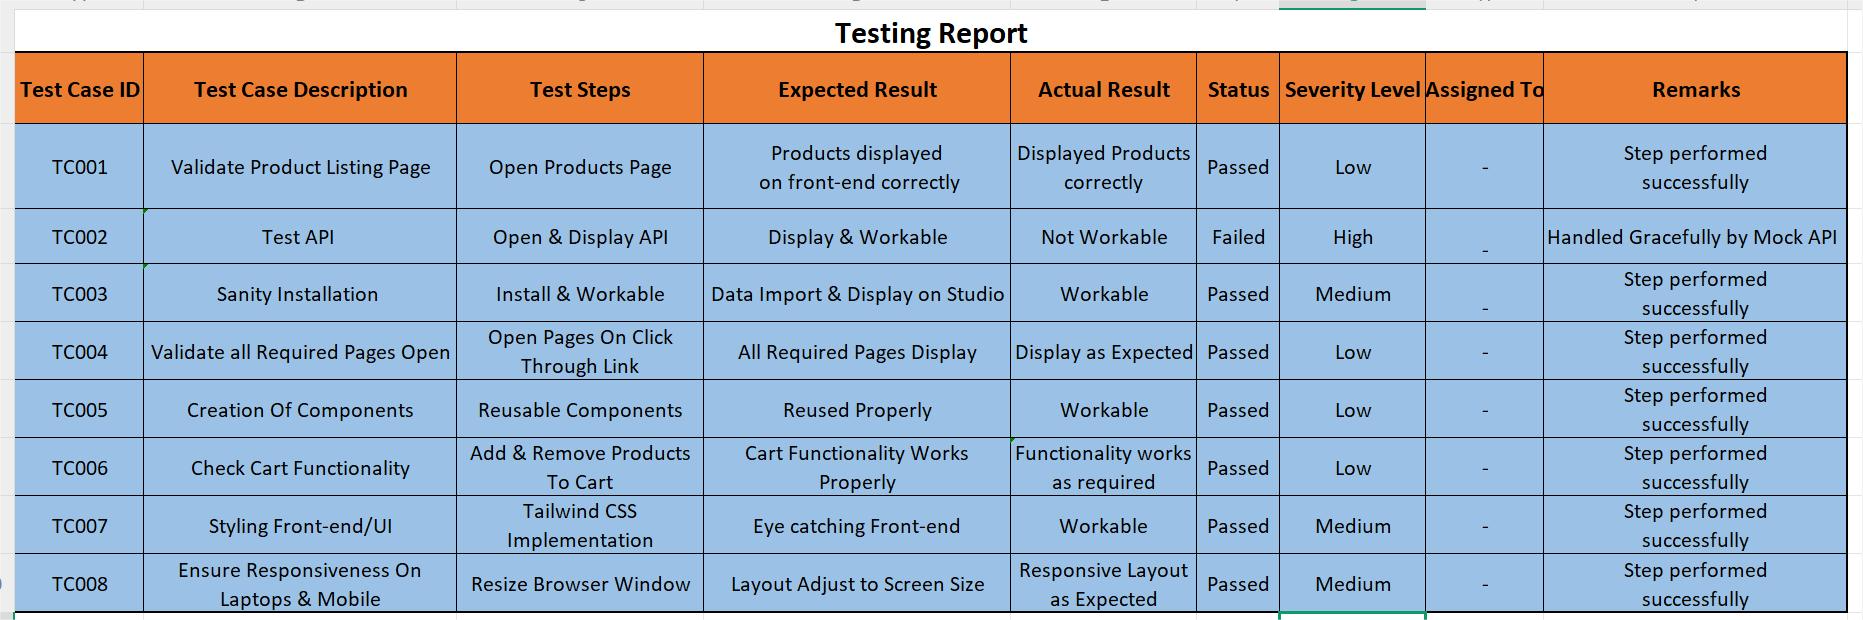 Testing Report
Test Case ID Test Case Description Test Steps Expected Result Actual Result Status Severity Level Assigned To Remarks
TC001 Validate Product Listing Page Open Products Page Products displayed on front-end correctly Displayed Products correctly Passed Low - Step performed successfully
TC002 Test API Open & Display API Display & Workable Not Workable Failed High - Handled Gracefully by Mock API
TC003 Sanity Installation Install & Workable Data Import & Display on Studio Workable Passed Medium - Step performed successfully
TC004 Validate all Required Pages Open Open Pages On Click Through Link All Required Pages Display Display as Expected Passed Low - Step performed successfully
TC005 Creation Of Components Reusable Components Reused Properly Workable Passed Low - Step performed successfully
TC006 Check Cart Functionality Add & Remove Products To Cart Cart Functionality Works Properly Functionality works as required Passed Low - Step performed successfully
TC007 Styling Front-end/UI Tailwind CSS Implementation Eye catching Front-end Workable Passed Medium - Step performed successfully
TC008 Ensure Responsiveness On Laptops & Mobile Resize Browser Window Layout Adjust to Screen Size Responsive Layout as Expected Passed Medium - Step performed successfully